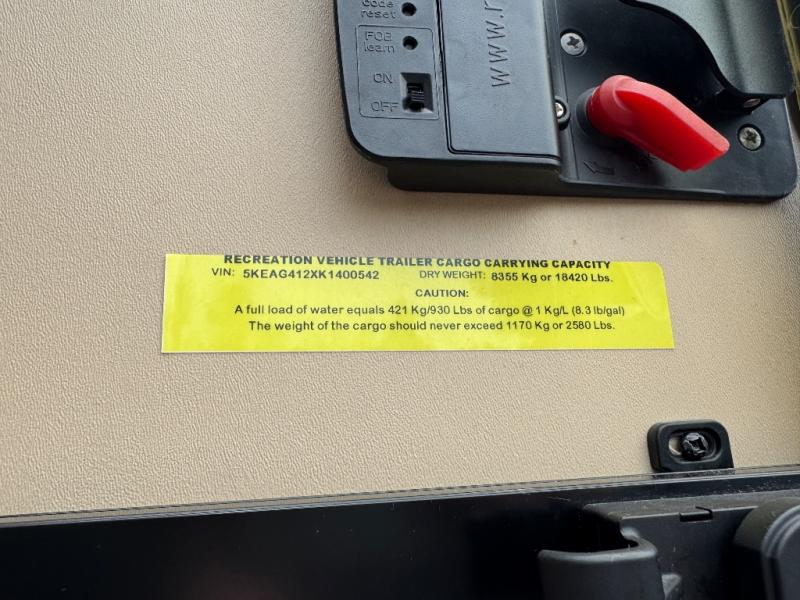 code
reset
FOB
learn
ON
OFF
www.r
RECREATION VEHICLE TRAILER CARGO CARRYING CAPACITY
VIN: 5KEAG412XK1400542 DRY WEIGHT: 8355 Kg or 18420 Lbs.
CAUTION:
A full load of water equals 421 Kg/930 Lbs of cargo @ 1 Kg/L (8.3 lb/gal)
The weight of the cargo should never exceed 1170 Kg or 2580 Lbs.